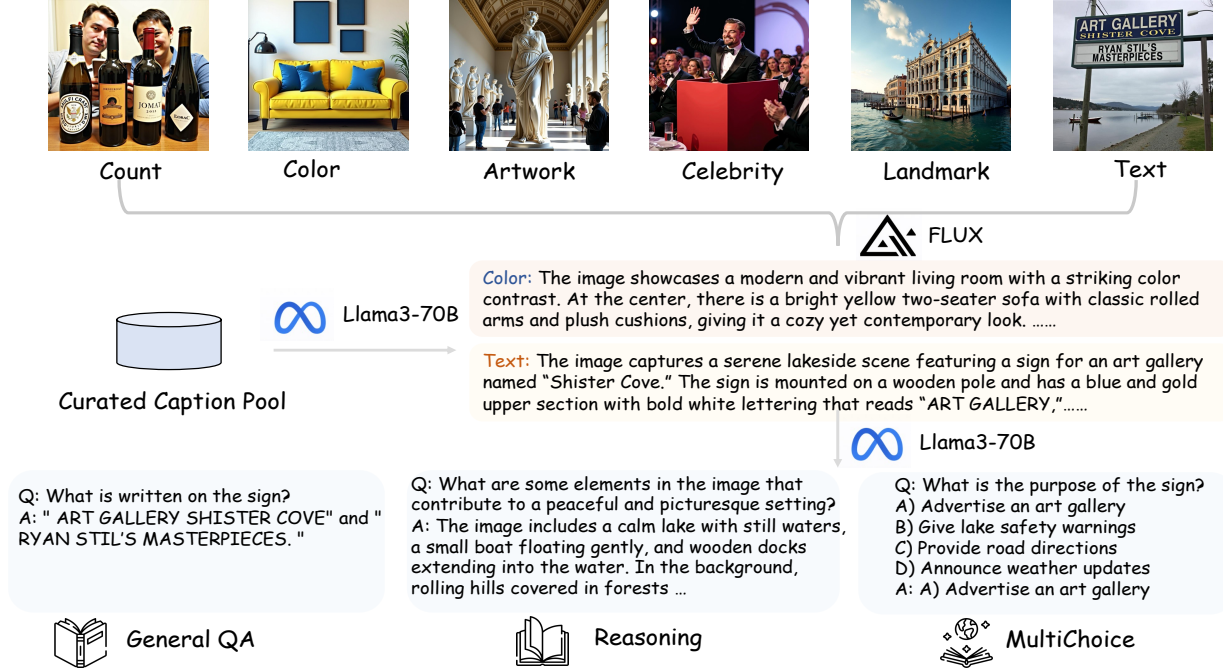 JOMAI
ART GALLERY
SHISTER COVE
RYAN STIL'S
MASTERPIECES
Count
Color
Artwork
Celebrity
Landmark
Text
FLUX
Color: The image showcases a modern and vibrant living room with a striking color
contrast. At the center, there is a bright yellow two-seater sofa with classic rolled
arms and plush cushions, giving it a cozy yet contemporary look. ......
Llama3-70B
Text: The image captures a serene lakeside scene featuring a sign for an art gallery
named “Shister Cove.” The sign is mounted on a wooden pole and has a blue and gold
upper section with bold white lettering that reads “ART GALLERY,”......
Curated Caption Pool
Llama3-70B
Q: What is written on the sign?
A: " ART GALLERY SHISTER COVE" and "
RYAN STIL’S MASTERPIECES. "
General QA
Q: What are some elements in the image that
contribute to a peaceful and picturesque setting?
A: The image includes a calm lake with still waters,
a small boat floating gently, and wooden docks
extending into the water. In the background,
rolling hills covered in forests …
Reasoning
Q: What is the purpose of the sign?
A) Advertise an art gallery
B) Give lake safety warnings
C) Provide road directions
D) Announce weather updates
A: A) Advertise an art gallery
MultiChoice